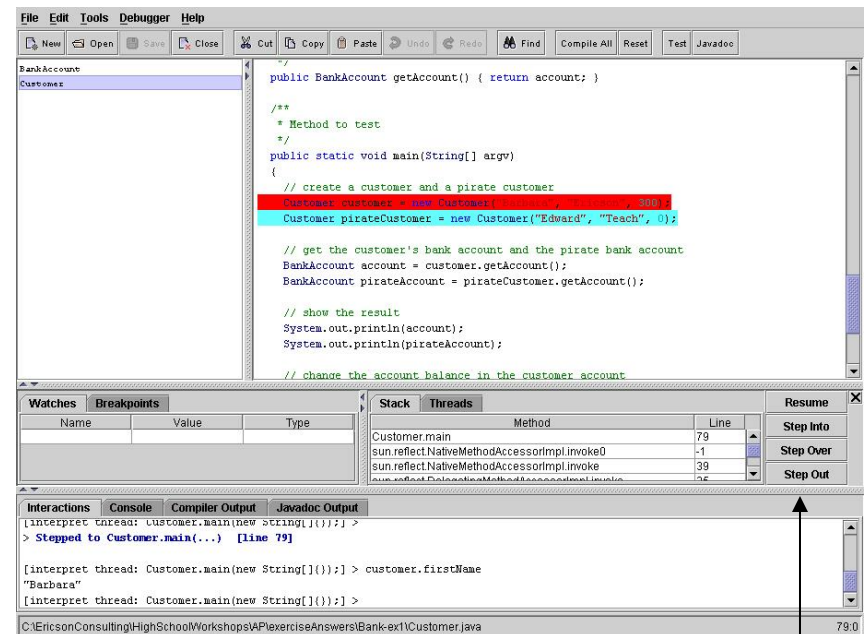 File Edit Tools Debugger Help
New Open Save Close Cut Copy Paste Undo Redo Find Compile All Reset Test Javadoc
BankAccount
Customer
*/
public BankAccount getAccount() { return account; }
/**
* Method to test
*/
public static void main(String[] argv)
{
// create a customer and a pirate customer
Customer customer = new Customer("Barbara", "Ericson", 300);
Customer pirateCustomer = new Customer("Edward", "Teach", 0);
// get the customer's bank account and the pirate bank account
BankAccount account = customer.getAccount();
BankAccount pirateAccount = pirateCustomer.getAccount();
// show the result
System.out.println(account);
System.out.println(pirateAccount);
// change the account balance in the customer account
Watches Breakpoints
Name Value Type
Stack Threads
Method Line
Customer.main 79
sun.reflect.NativeMethodAccessorImpl.invoke0 -1
sun.reflect.NativeMethodAccessorImpl.invoke 39
sun.reflect.DelegatingMethodAccessorImpl.invoke 25
Resume
Step Into
Step Over
Step Out
Interactions Console Compiler Output Javadoc Output
[interpret thread: Customer.main(new String[]{});] >
> Stepped to Customer.main(...) [line 79]
[interpret thread: Customer.main(new String[]{});] > customer.firstName
"Barbara"
[interpret thread: Customer.main(new String[]{});] >
C:\EricsonConsulting\HighSchoolWorkshops\AP\exerciseAnswers\Bank-ex1\Customer.java 79:0